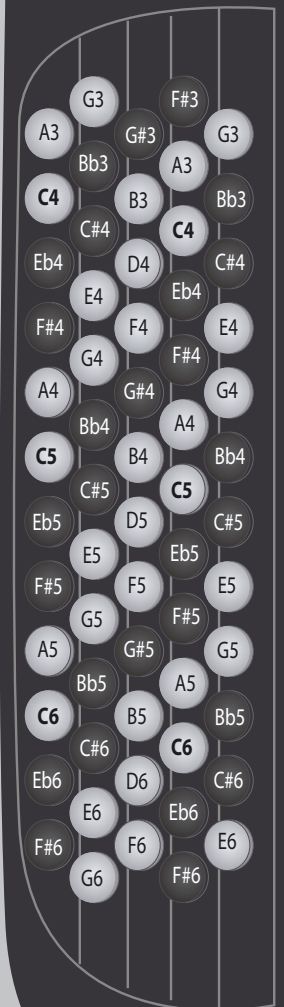 G3 F#3
A3 G#3 G3
Bb3 A3
C4 B3 Bb3
C#4 C4
Eb4 D4 C#4
E4 Eb4
F#4 F4 E4
G4 F#4
A4 G#4 G4
Bb4 A4
C5 B4 Bb4
C#5 C5
Eb5 D5 C#5
E5 Eb5
F#5 F5 E5
G5 F#5
A5 G#5 G5
Bb5 A5
C6 B5 Bb5
C#6 C6
Eb6 D6 C#6
E6 Eb6
F#6 F6 E6
G6 F#6